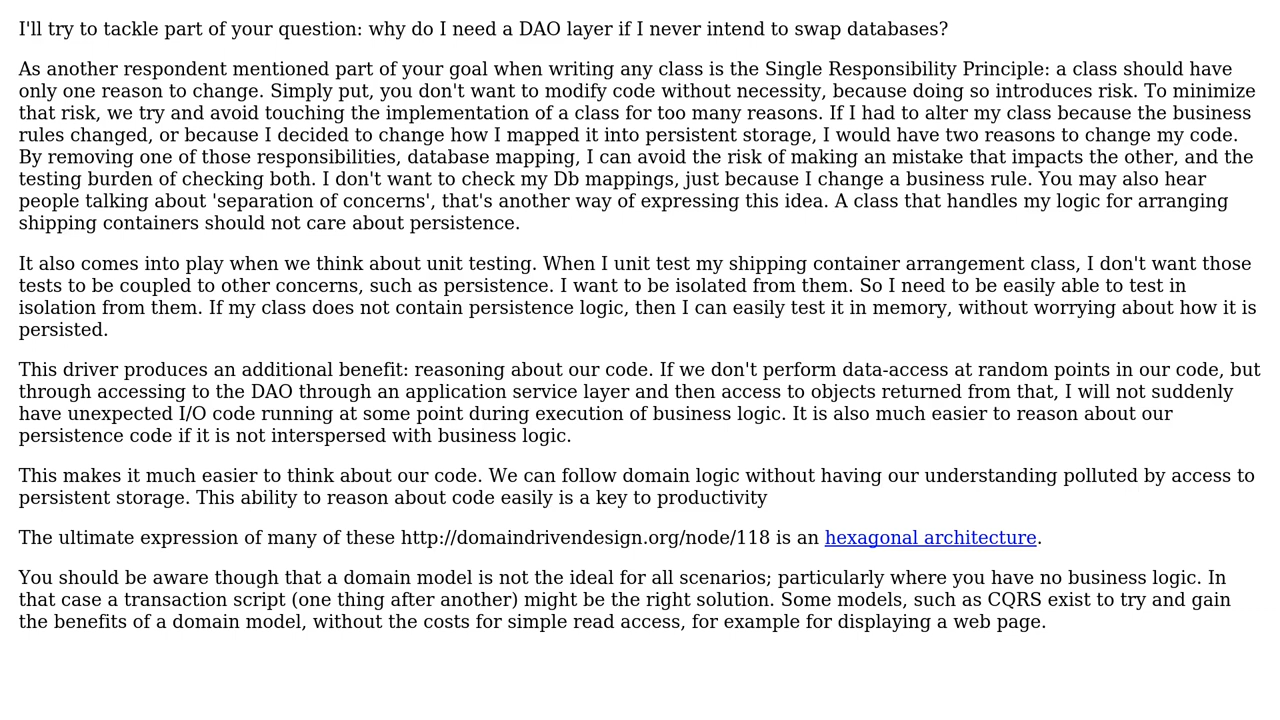 I'll try to tackle part of your question: why do I need a DAO layer if I never intend to swap databases?
As another respondent mentioned part of your goal when writing any class is the Single Responsibility Principle: a class should have
only one reason to change. Simply put, you don't want to modify code without necessity, because doing so introduces risk. To minimize
that risk, we try and avoid touching the implementation of a class for too many reasons. If I had to alter my class because the business
rules changed, or because I decided to change how I mapped it into persistent storage, I would have two reasons to change my code.
By removing one of those responsibilities, database mapping, I can avoid the risk of making an mistake that impacts the other, and the
testing burden of checking both. I don't want to check my Db mappings, just because I change a business rule. You may also hear
people talking about 'separation of concerns', that's another way of expressing this idea. A class that handles my logic for arranging
shipping containers should not care about persistence.
It also comes into play when we think about unit testing. When I unit test my shipping container arrangement class, I don't want those
tests to be coupled to other concerns, such as persistence. I want to be isolated from them. So I need to be easily able to test in
isolation from them. If my class does not contain persistence logic, then I can easily test it in memory, without worrying about how it is
persisted.
This driver produces an additional benefit: reasoning about our code. If we don't perform data-access at random points in our code, but
through accessing to the DAO through an application service layer and then access to objects returned from that, I will not suddenly
have unexpected I/O code running at some point during execution of business logic. It is also much easier to reason about our
persistence code if it is not interspersed with business logic.
This makes it much easier to think about our code. We can follow domain logic without having our understanding polluted by access to
persistent storage. This ability to reason about code easily is a key to productivity
The ultimate expression of many of these http://domaindrivendesign.org/node/118 is an hexagonal architecture.
You should be aware though that a domain model is not the ideal for all scenarios; particularly where you have no business logic. In
that case a transaction script (one thing after another) might be the right solution. Some models, such as CQRS exist to try and gain
the benefits of a domain model, without the costs for simple read access, for example for displaying a web page.